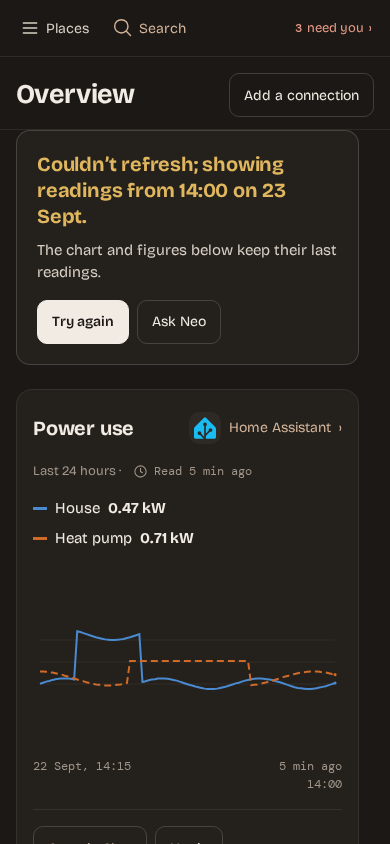 Places
Search
3 need you ›
Overview
Add a connection
Couldn’t refresh; showing
readings from 14:00 on 23
Sept.
The chart and figures below keep their last
readings.
Try again
Ask Neo
Power use
Home Assistant ›
Last 24 hours ·
Read 5 min ago
House 0.47 kW
Heat pump 0.71 kW
22 Sept, 14:15
5 min ago
14:00